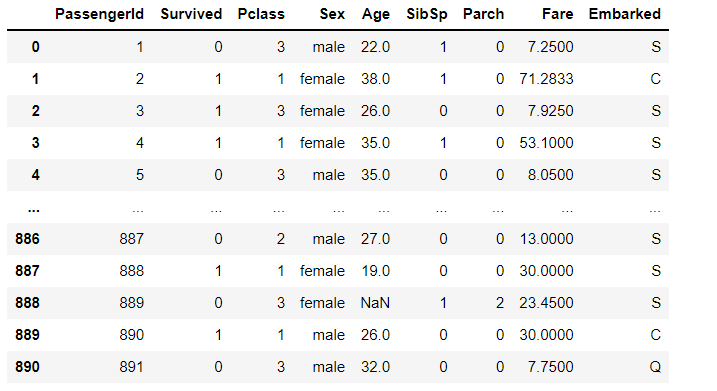 PassengerId Survived Pclass Sex Age SibSp Parch Fare Embarked
0 1 0 3 male 22.0 1 0 7.2500 S
1 2 1 1 female 38.0 1 0 71.2833 C
2 3 1 3 female 26.0 0 0 7.9250 S
3 4 1 1 female 35.0 1 0 53.1000 S
4 5 0 3 male 35.0 0 0 8.0500 S
... ... ... ... ... ... ... ... ... ...
886 887 0 2 male 27.0 0 0 13.0000 S
887 888 1 1 female 19.0 0 0 30.0000 S
888 889 0 3 female NaN 1 2 23.4500 S
889 890 1 1 male 26.0 0 0 30.0000 C
890 891 0 3 male 32.0 0 0 7.7500 Q